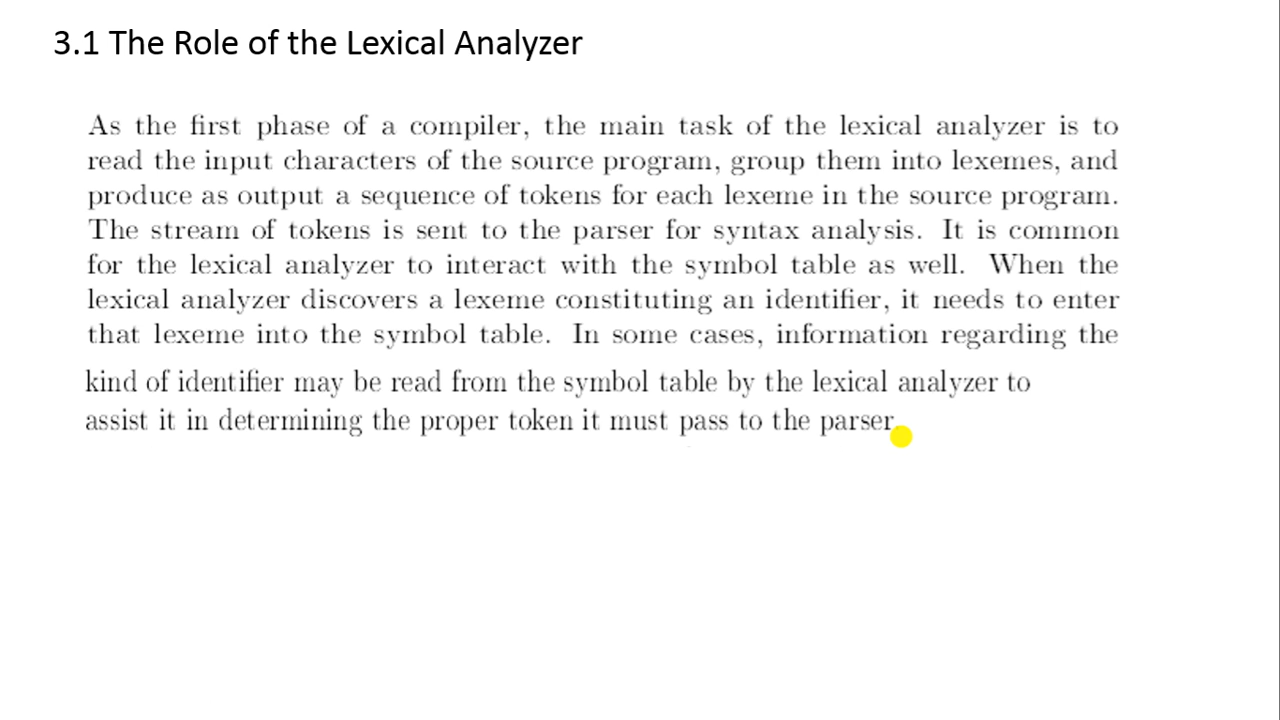 3.1 The Role of the Lexical Analyzer
As the first phase of a compiler, the main task of the lexical analyzer is to
read the input characters of the source program, group them into lexemes, and
produce as output a sequence of tokens for each lexeme in the source program.
The stream of tokens is sent to the parser for syntax analysis. It is common
for the lexical analyzer to interact with the symbol table as well. When the
lexical analyzer discovers a lexeme constituting an identifier, it needs to enter
that lexeme into the symbol table. In some cases, information regarding the
kind of identifier may be read from the symbol table by the lexical analyzer to
assist it in determining the proper token it must pass to the parser.